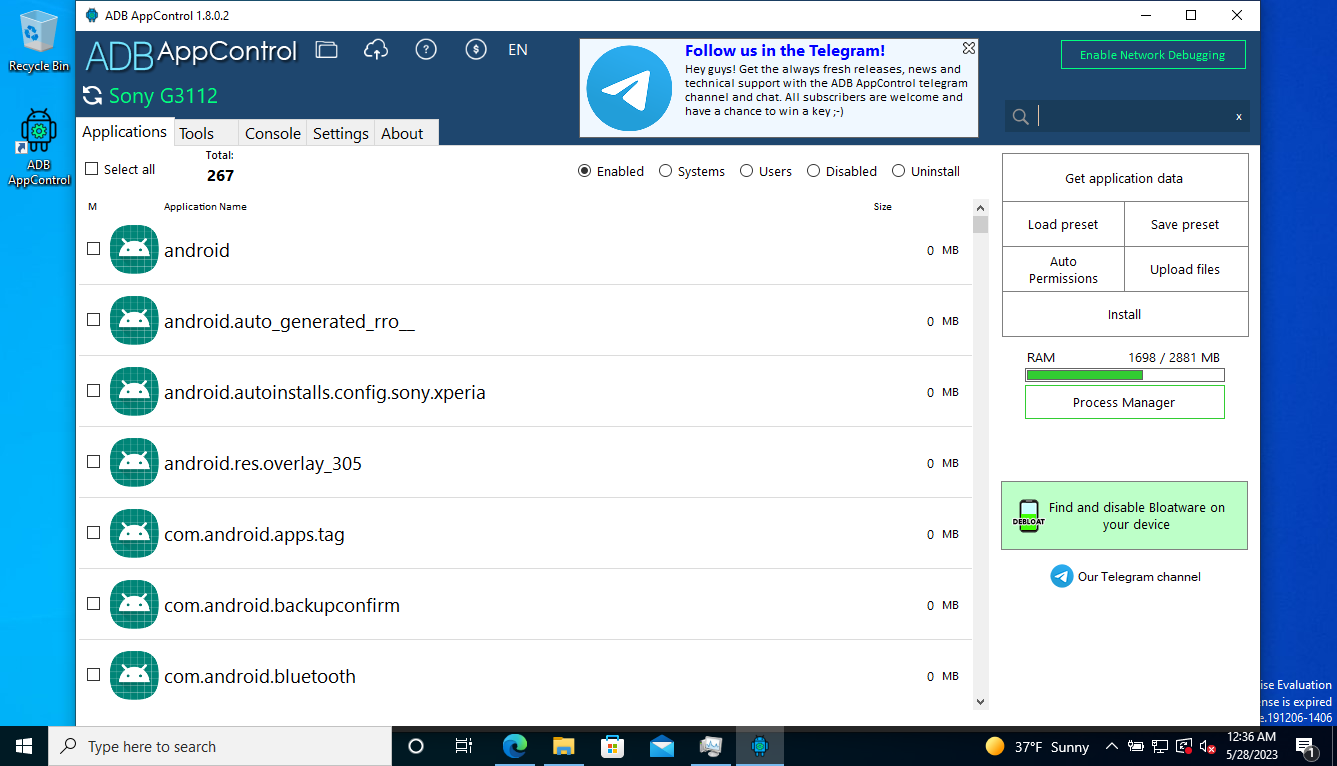 Recycle Bin
ADB
AppControl
ADB AppControl 1.8.0.2
ADB AppControl
EN
Sony G3112
Follow us in the Telegram!
Hey guys! Get the always fresh releases, news and
technical support with the ADB AppControl telegram
channel and chat. All subscribers are welcome and
have a chance to win a key ;-)
Enable Network Debugging
x
Applications
Tools
Console
Settings
About
Select all
Total:
267
Enabled
Systems
Users
Disabled
Uninstall
M
Application Name
Size
android
0 MB
android.auto_generated_rro__
0 MB
android.autoinstalls.config.sony.xperia
0 MB
android.res.overlay_305
0 MB
com.android.apps.tag
0 MB
com.android.backupconfirm
0 MB
com.android.bluetooth
0 MB
Get application data
Load preset
Save preset
Auto
Permissions
Upload files
Install
RAM
1698 / 2881 MB
Process Manager
DEBLOAT
Find and disable Bloatware on
your device
Our Telegram channel
ise Evaluation
nse is expired
e.191206-1406
Type here to search
37°F Sunny
12:36 AM
5/28/2023
1